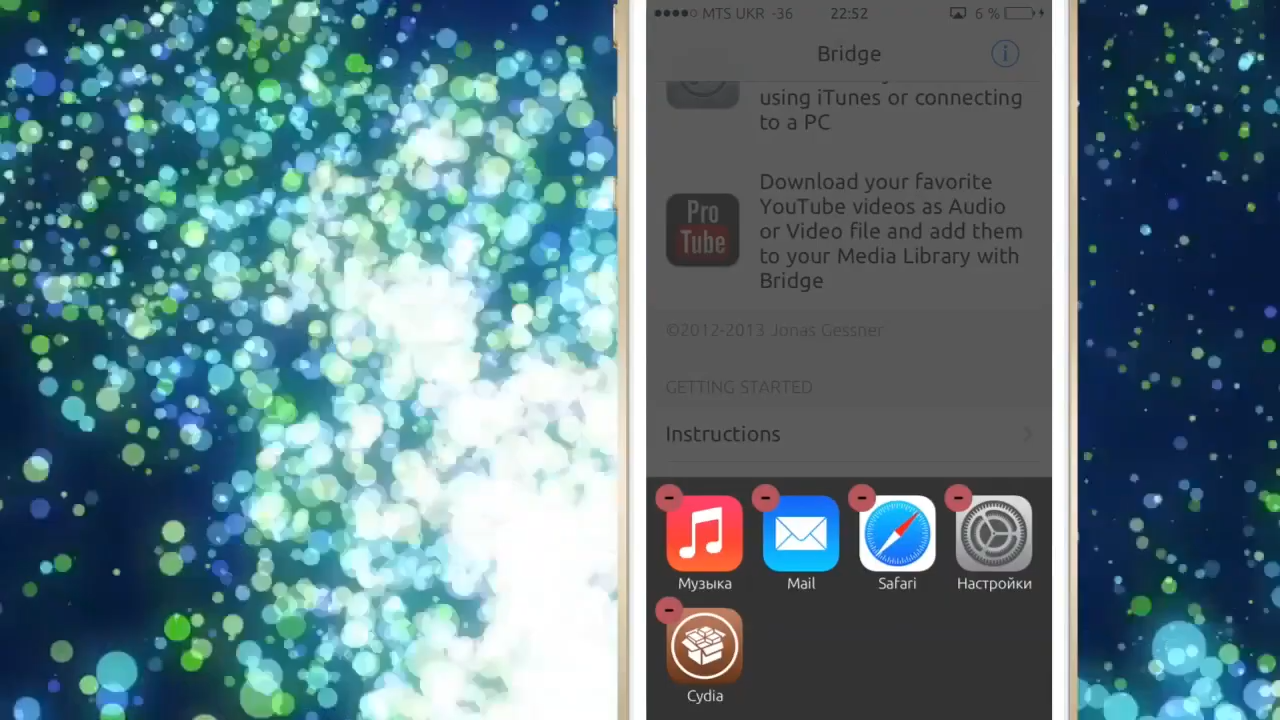 MTS UKR -36
22:52
6 %
Bridge
using iTunes or connecting
to a PC
Pro
Tube
Download your favorite
YouTube videos as Audio
or Video file and add them
to your Media Library with
Bridge
©2012-2013 Jonas Gessner
GETTING STARTED
Instructions
Музыка
Mail
Safari
Настройки
Cydia